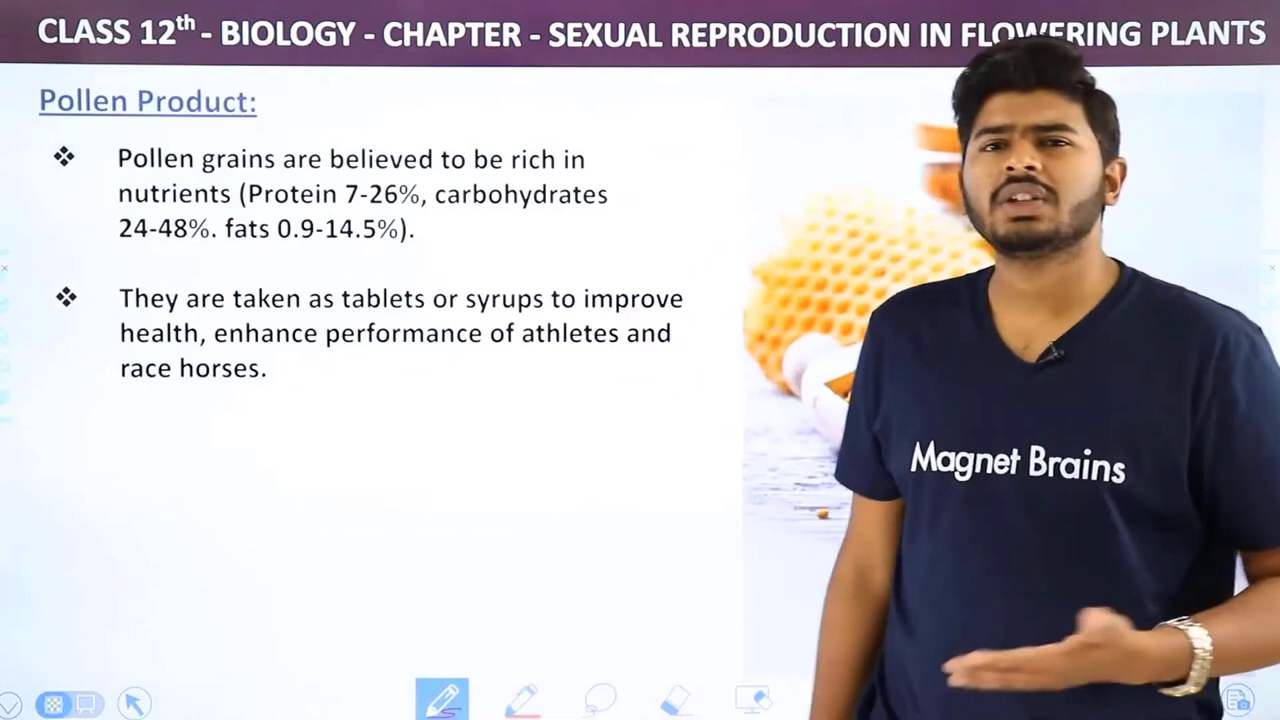 CLASS 12th - BIOLOGY - CHAPTER - SEXUAL REPRODUCTION IN FLOWERING PLANTS
Pollen Product:
❖ Pollen grains are believed to be rich in
nutrients (Protein 7-26%, carbohydrates
24-48%. fats 0.9-14.5%).
❖ They are taken as tablets or syrups to improve
health, enhance performance of athletes and
race horses.
Magnet Brains